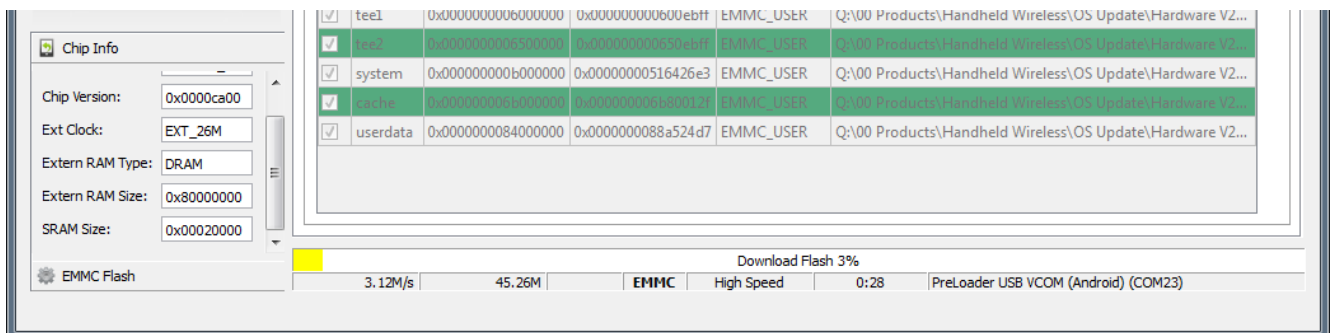 tee1 0x0000000006000000 0x000000000600ebff EMMC_USER Q:\00 Products\Handheld Wireless\OS Update\Hardware V2...
Chip Info
tee2 0x0000000006500000 0x000000000650ebff EMMC_USER Q:\00 Products\Handheld Wireless\OS Update\Hardware V2...
system 0x000000000b000000 0x00000000516426e3 EMMC_USER Q:\00 Products\Handheld Wireless\OS Update\Hardware V2...
Chip Version: 0x0000ca00
cache 0x000000006b000000 0x000000006b80012f EMMC_USER Q:\00 Products\Handheld Wireless\OS Update\Hardware V2...
Ext Clock: EXT_26M
userdata 0x0000000084000000 0x0000000088a524d7 EMMC_USER Q:\00 Products\Handheld Wireless\OS Update\Hardware V2...
Extern RAM Type: DRAM
Extern RAM Size: 0x80000000
SRAM Size: 0x00020000
Download Flash 3%
EMMC Flash
3.12M/s 45.26M EMMC High Speed 0:28 PreLoader USB VCOM (Android) (COM23)